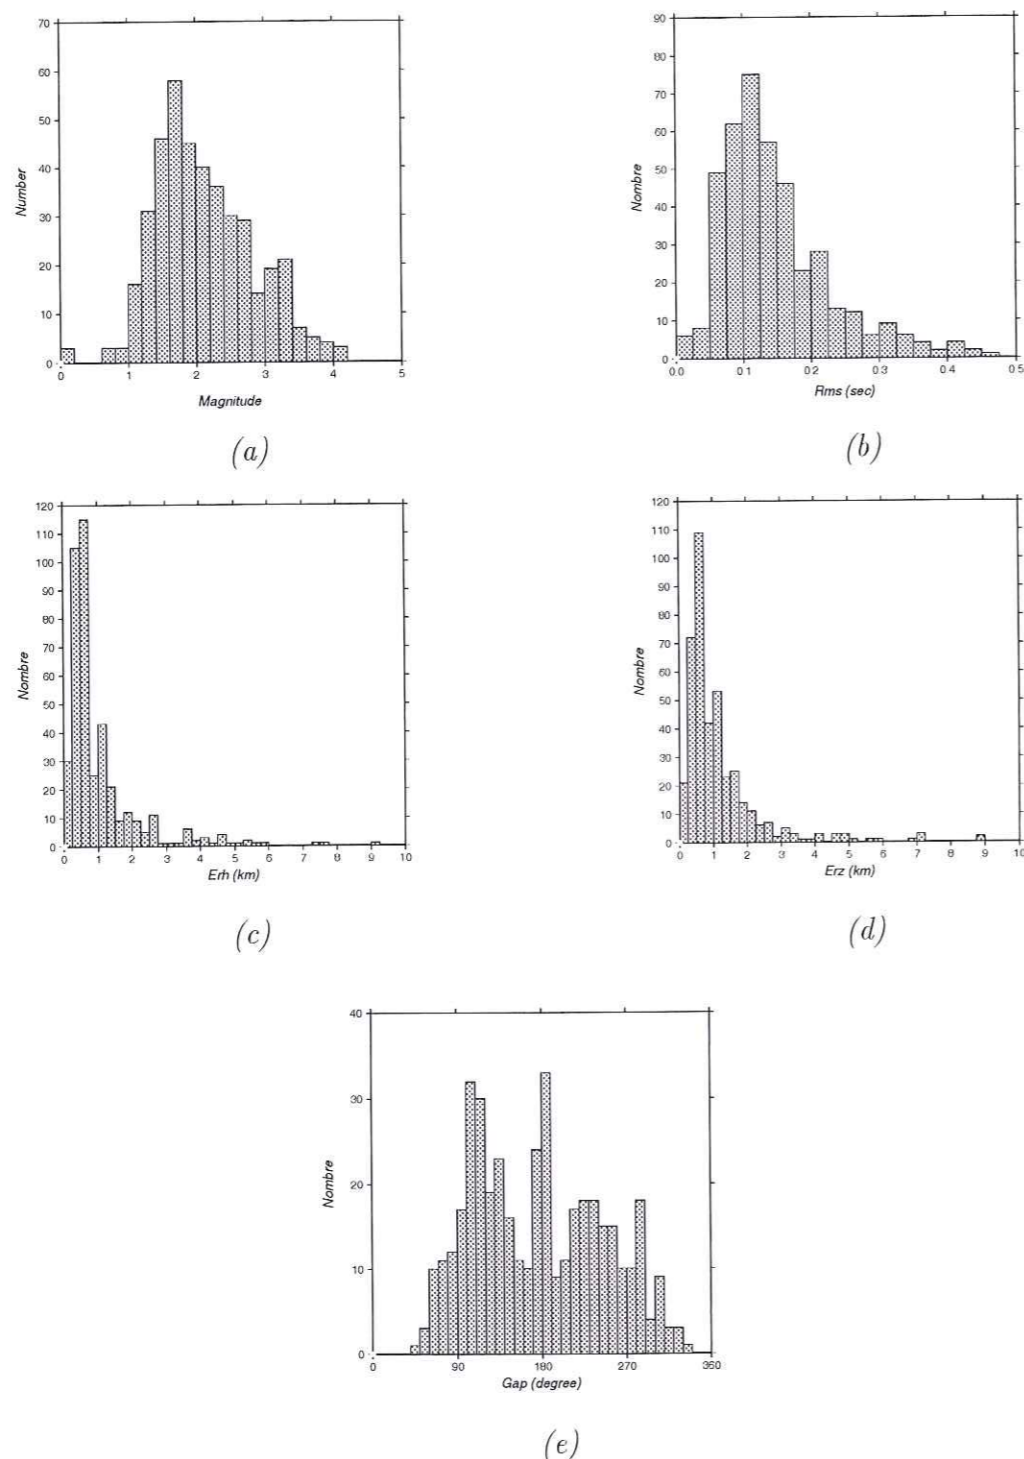 70
60
50
40
30
20
10
0
Number
0 1 2 3 4 5
Magnitude
(a)
90
80
70
60
50
40
30
20
10
0
Nombre
0.0 0.1 0.2 0.3 0.4 0.5
Rms (sec)
(b)
120
110
100
90
80
70
60
50
40
30
20
10
0
Nombre
0 1 2 3 4 5 6 7 8 9 10
Erh (km)
(c)
120
110
100
90
80
70
60
50
40
30
20
10
0
Nombre
0 1 2 3 4 5 6 7 8 9 10
Erz (km)
(d)
40
30
20
10
0
Nombre
0 90 180 270 360
Gap (degree)
(e)